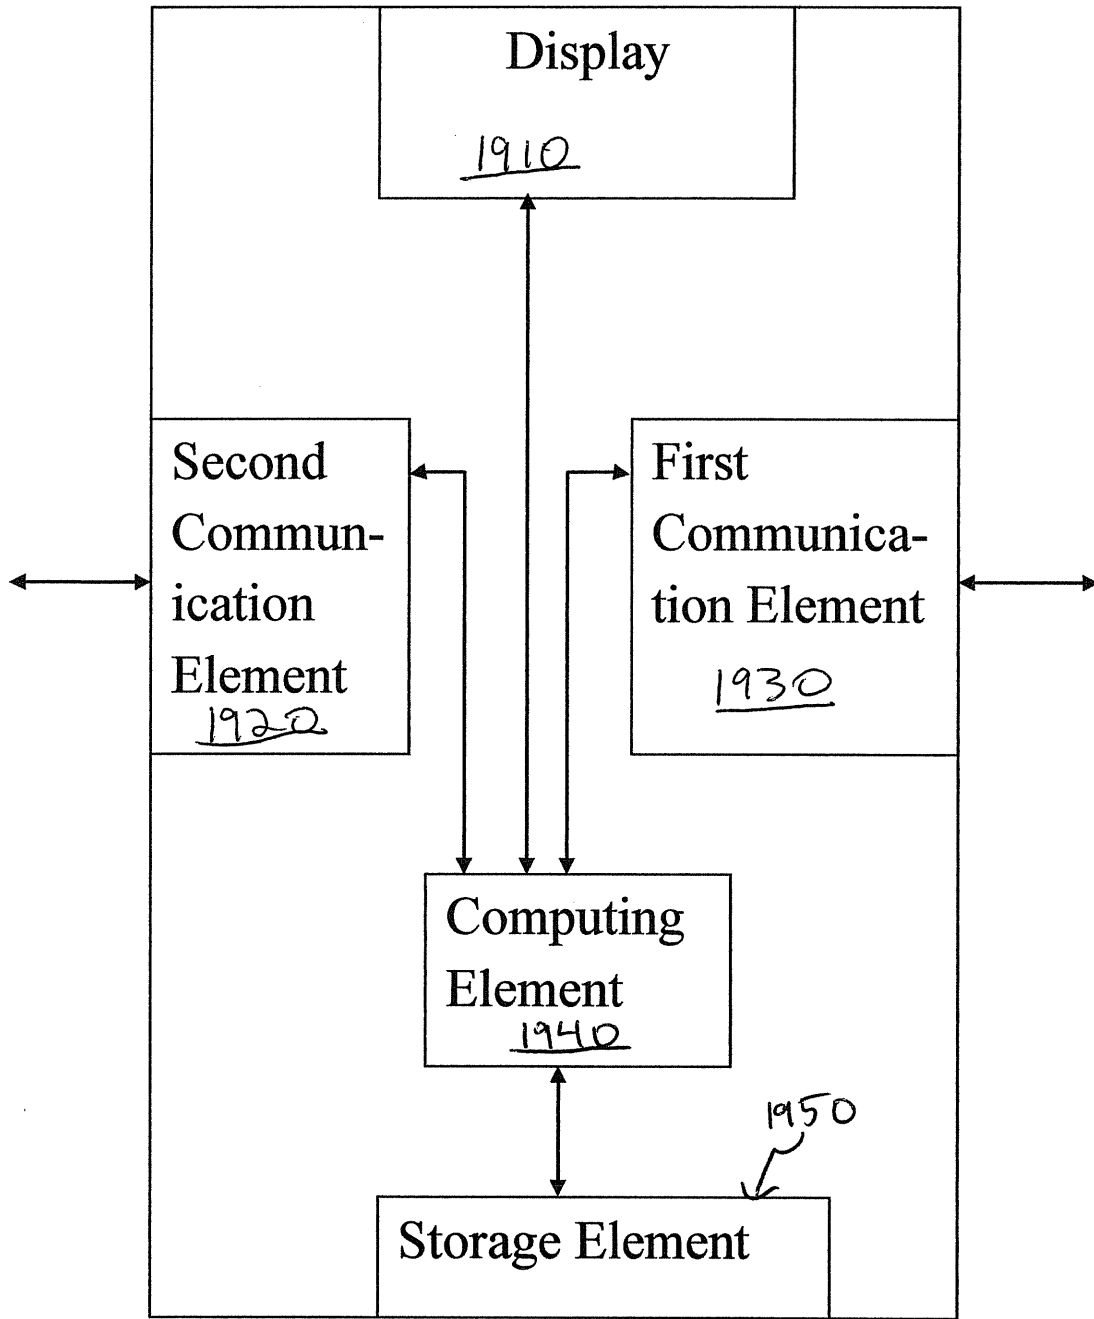 Display
1910
Second
Commun-
ication
Element
1920
First
Communica-
tion Element
1930
Computing
Element
1940
1950
Storage Element